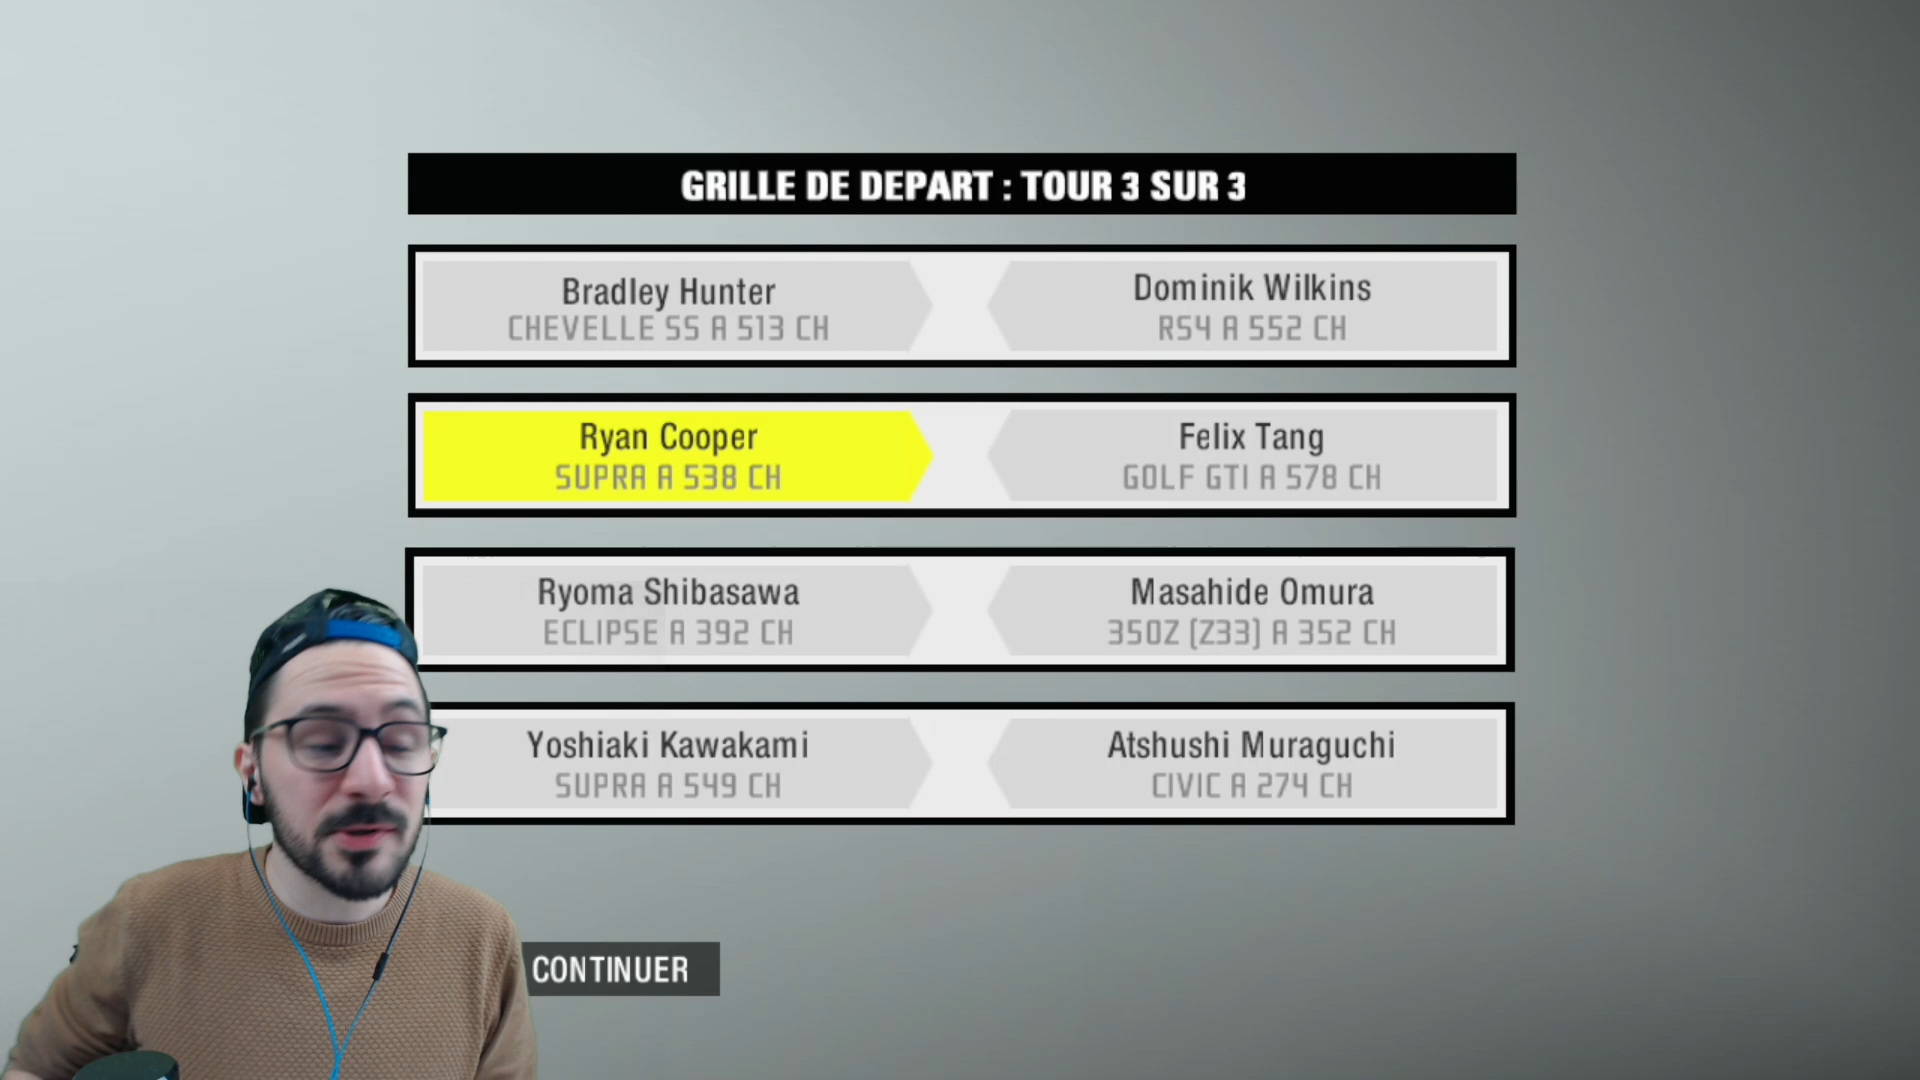 GRILLE DE DEPART : TOUR 3 SUR 3
Bradley Hunter
CHEVELLE SS A 513 CH
Dominik Wilkins
RS4 A 552 CH
Ryan Cooper
SUPRA A 538 CH
Felix Tang
GOLF GTI A 578 CH
Ryoma Shibasawa
ECLIPSE A 392 CH
Masahide Omura
350Z (Z33) A 352 CH
Yoshiaki Kawakami
SUPRA A 549 CH
Atshushi Muraguchi
CIVIC A 274 CH
CONTINUER